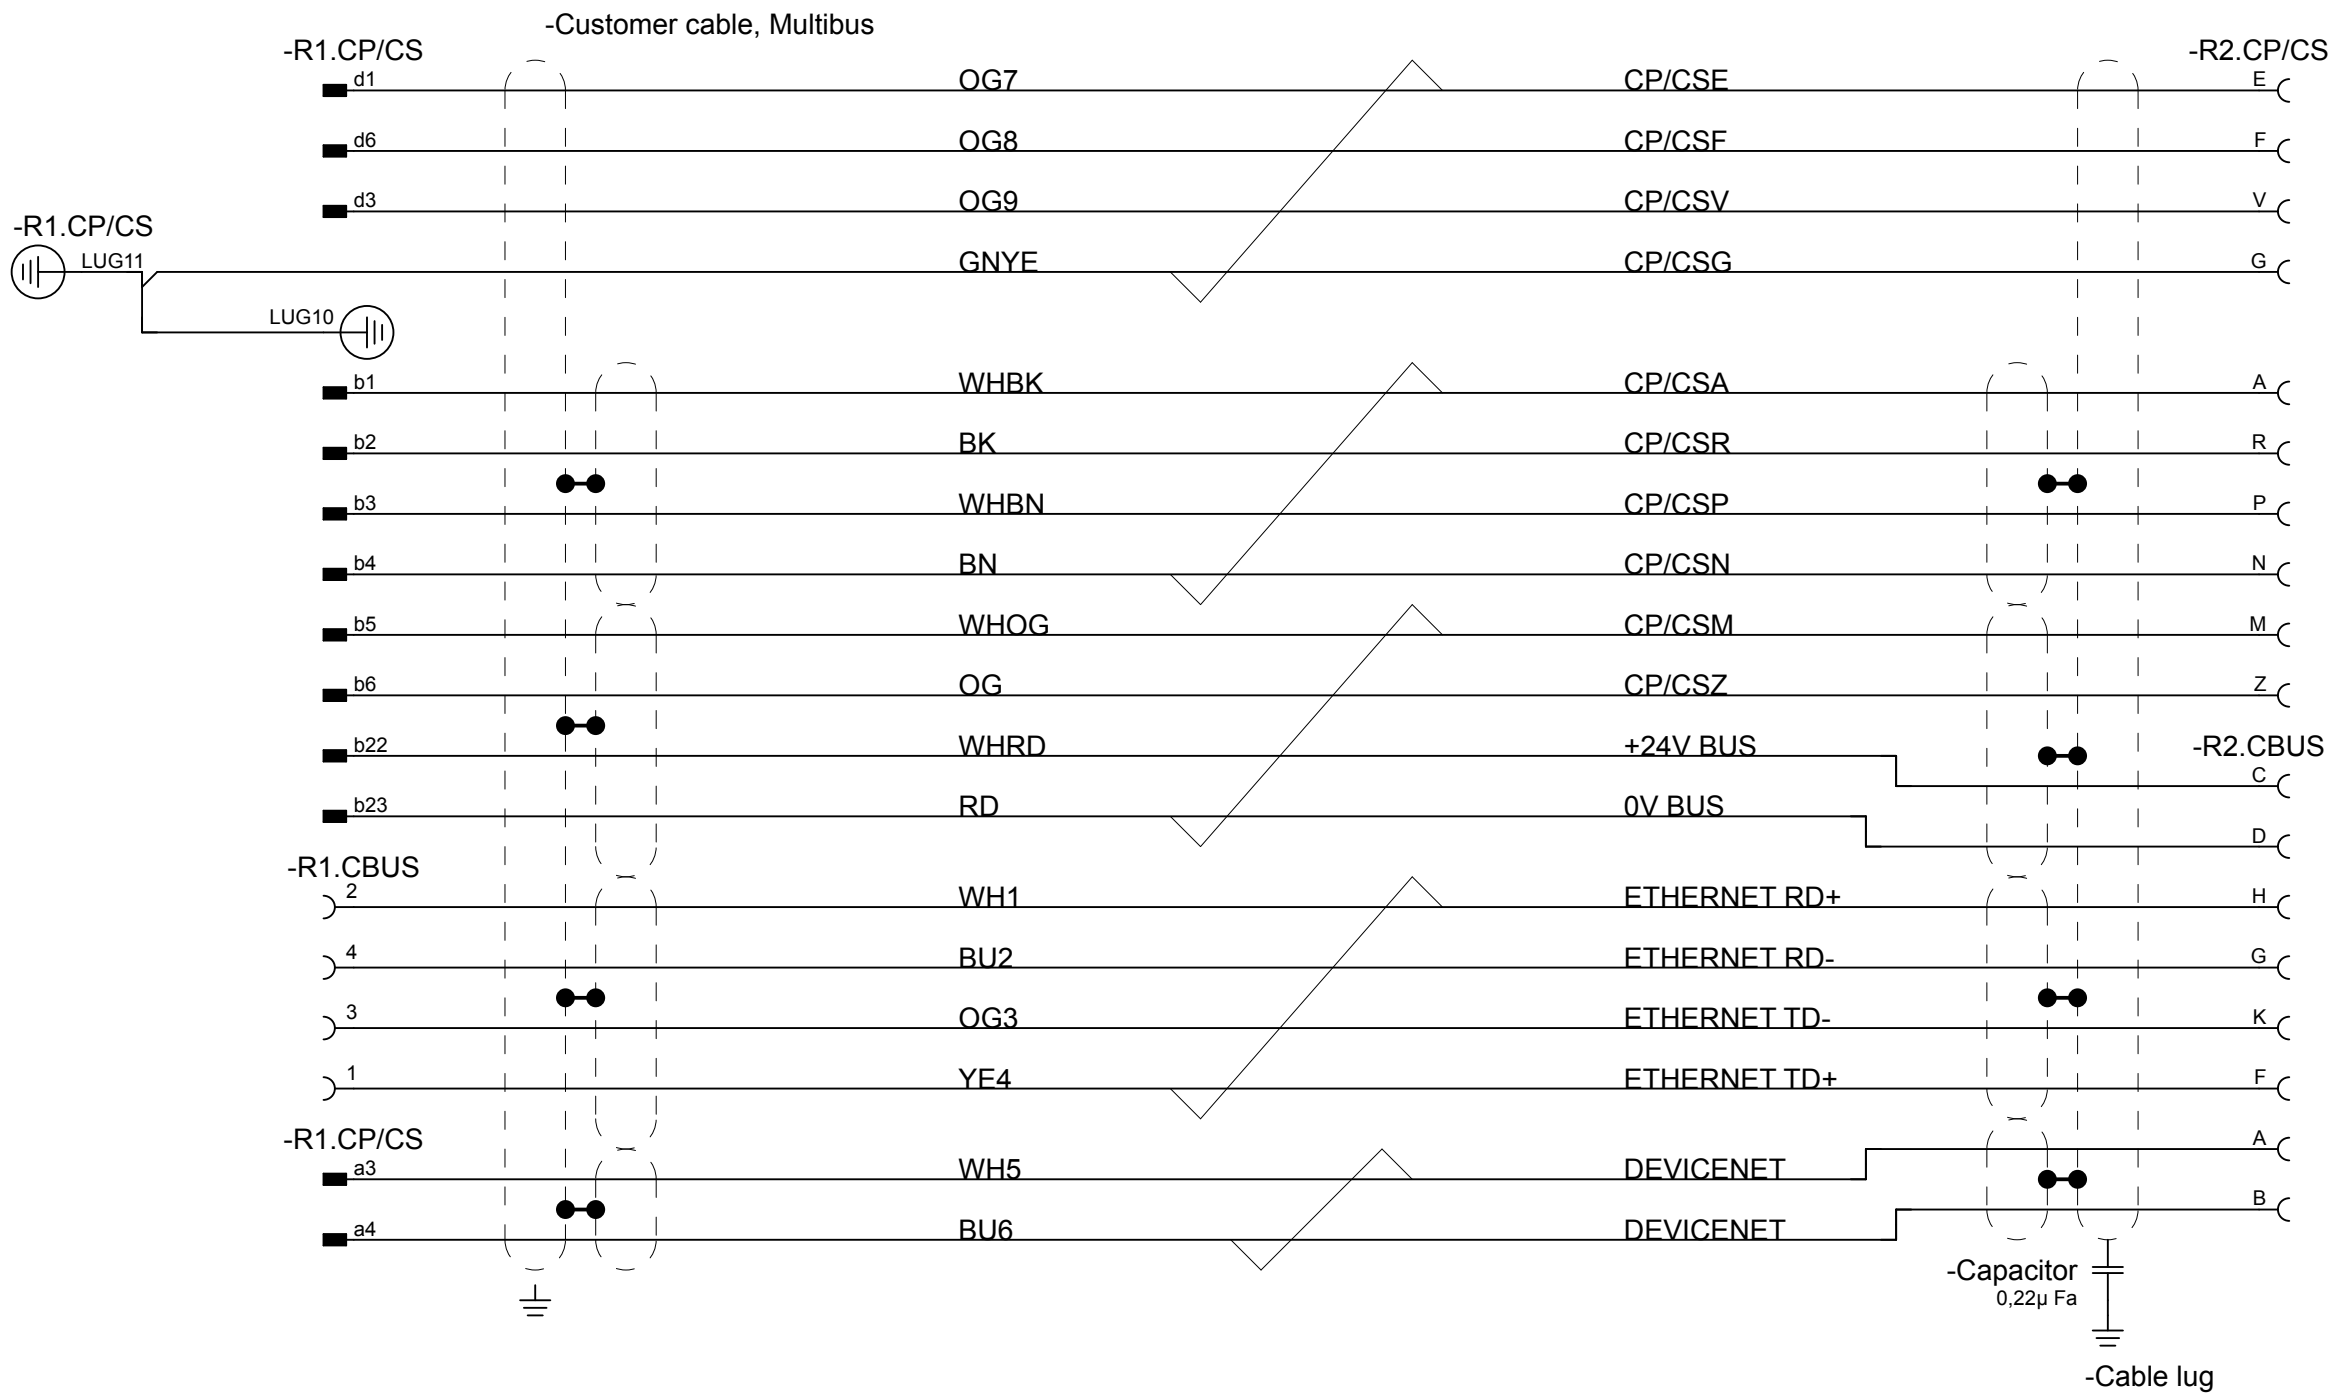 -Customer cable, Multibus
-R1.CP/CS -R2.CP/CS
d1 OG7 CP/CSE E
d6 OG8 CP/CSF F
d3 OG9 CP/CSV V
-R1.CP/CS
LUG11 GNYE CP/CSG G
LUG10
b1 WHBK CP/CSA A
b2 BK CP/CSR R
b3 WHBN CP/CSP P
b4 BN CP/CSN N
b5 WHOG CP/CSM M
b6 OG CP/CSZ Z
b22 WHRD +24V BUS -R2.CBUS
C
b23 RD 0V BUS
D
-R1.CBUS
2 WH1 ETHERNET RD+ H
4 BU2 ETHERNET RD- G
3 OG3 ETHERNET TD- K
1 YE4 ETHERNET TD+ F
-R1.CP/CS A
a3 WH5 DEVICENET
B
a4 BU6 DEVICENET
-Capacitor
0,22µ Fa
-Cable lug